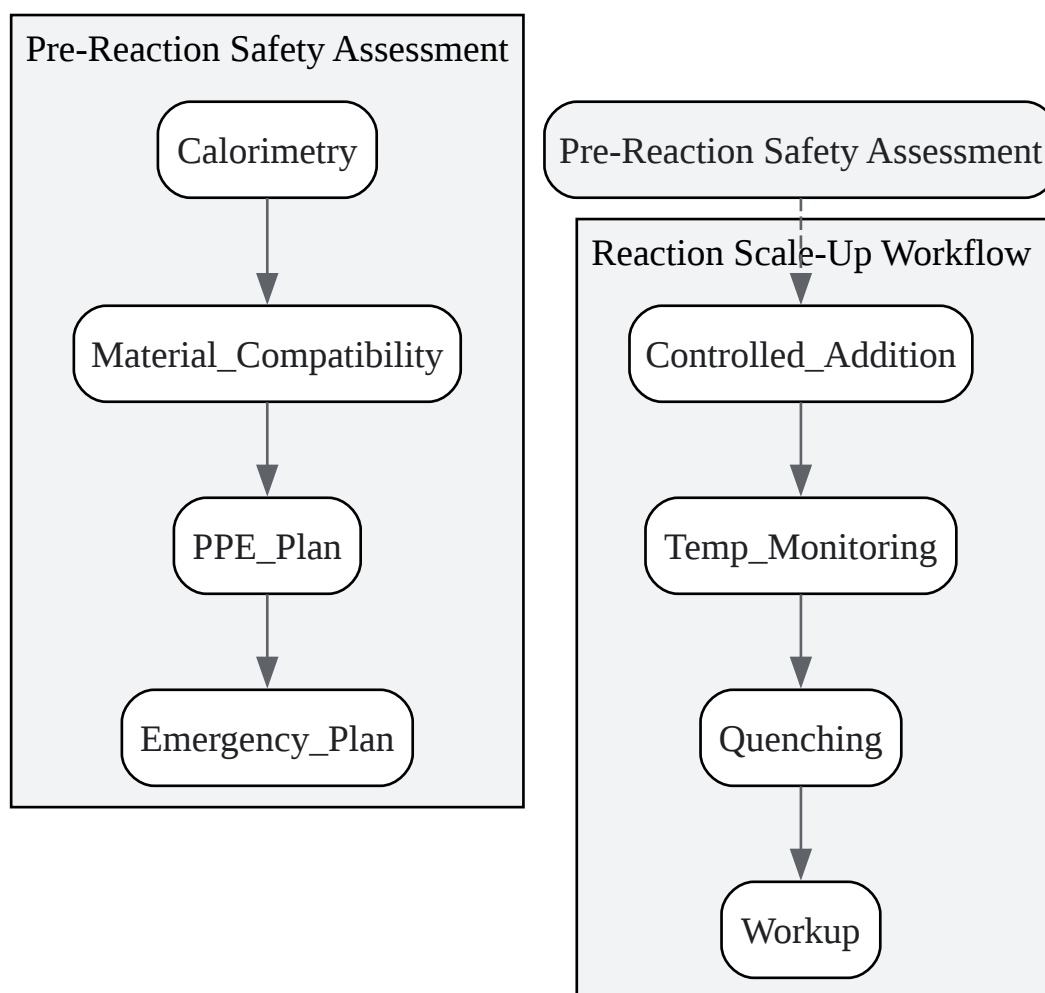 Pre-Reaction Safety Assessment
Calorimetry
Material_Compatibility
PPE_Plan
Emergency_Plan
Pre-Reaction Safety Assessment
Reaction Scale-Up Workflow
Controlled_Addition
Temp_Monitoring
Quenching
Workup